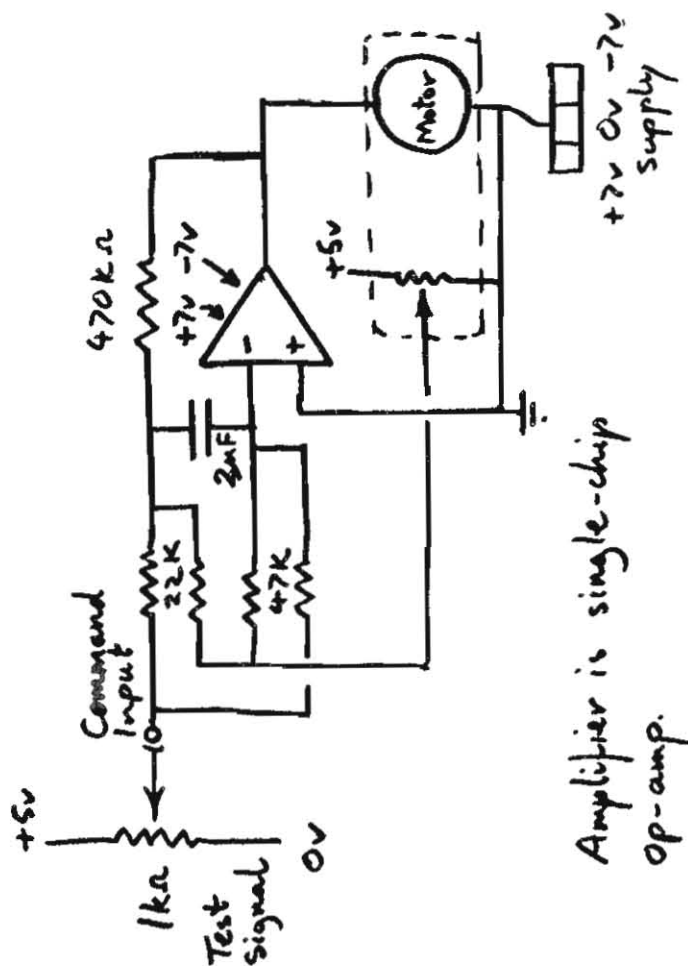 +5v
1kΩ
Test
Signal
0v
Command
Input
22K
47K
470kΩ
+7v -7v
-
+
+5v
Motor
+7v 0v -7v
Supply
Amplifier is single-chip
op-amp.